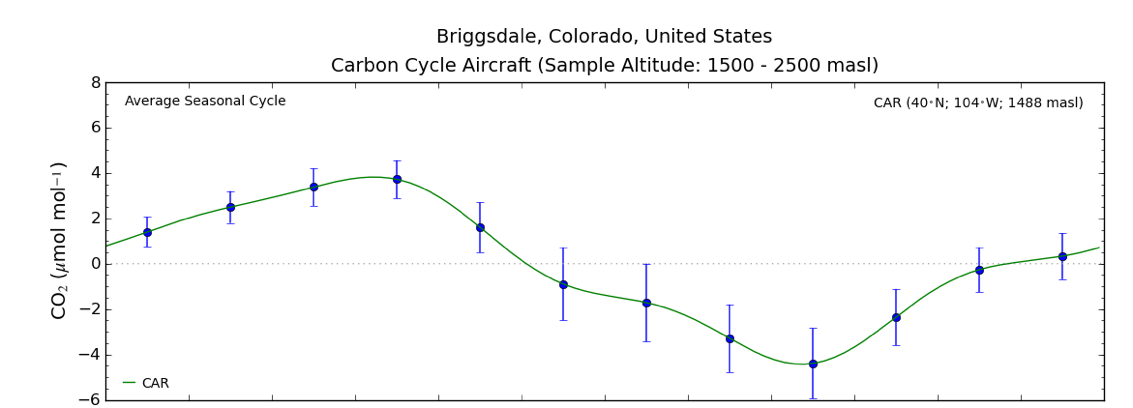 Briggsdale, Colorado, United States
Carbon Cycle Aircraft (Sample Altitude: 1500 - 2500 masl)
Average Seasonal Cycle
CAR (40◦N; 104◦W; 1488 masl)
8
6
4
2
0
−2
−4
−6
CO₂ (μmol mol⁻¹)
CAR